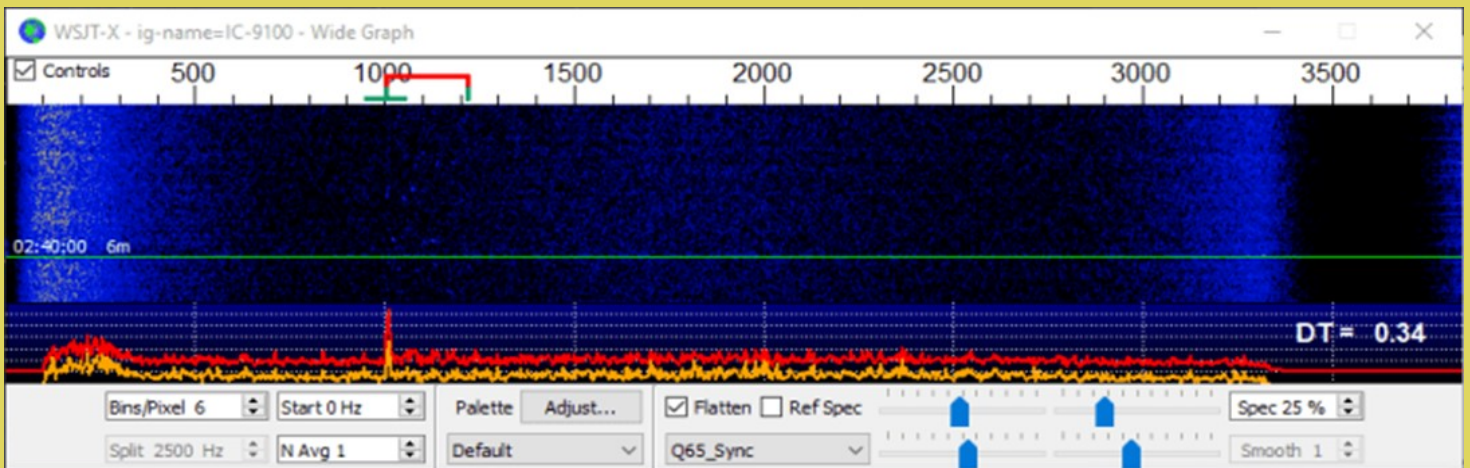 WSJT-X - ig-name=IC-9100 - Wide Graph
Controls 500 1000 1500 2000 2500 3000 3500
02:40:00 6m
DT = 0.34
Bins/Pixel 6 Start 0 Hz Palette Adjust... Flatten Ref Spec Spec 25 %
Split 2500 Hz N Avg 1 Default Q65_Sync Smooth 1